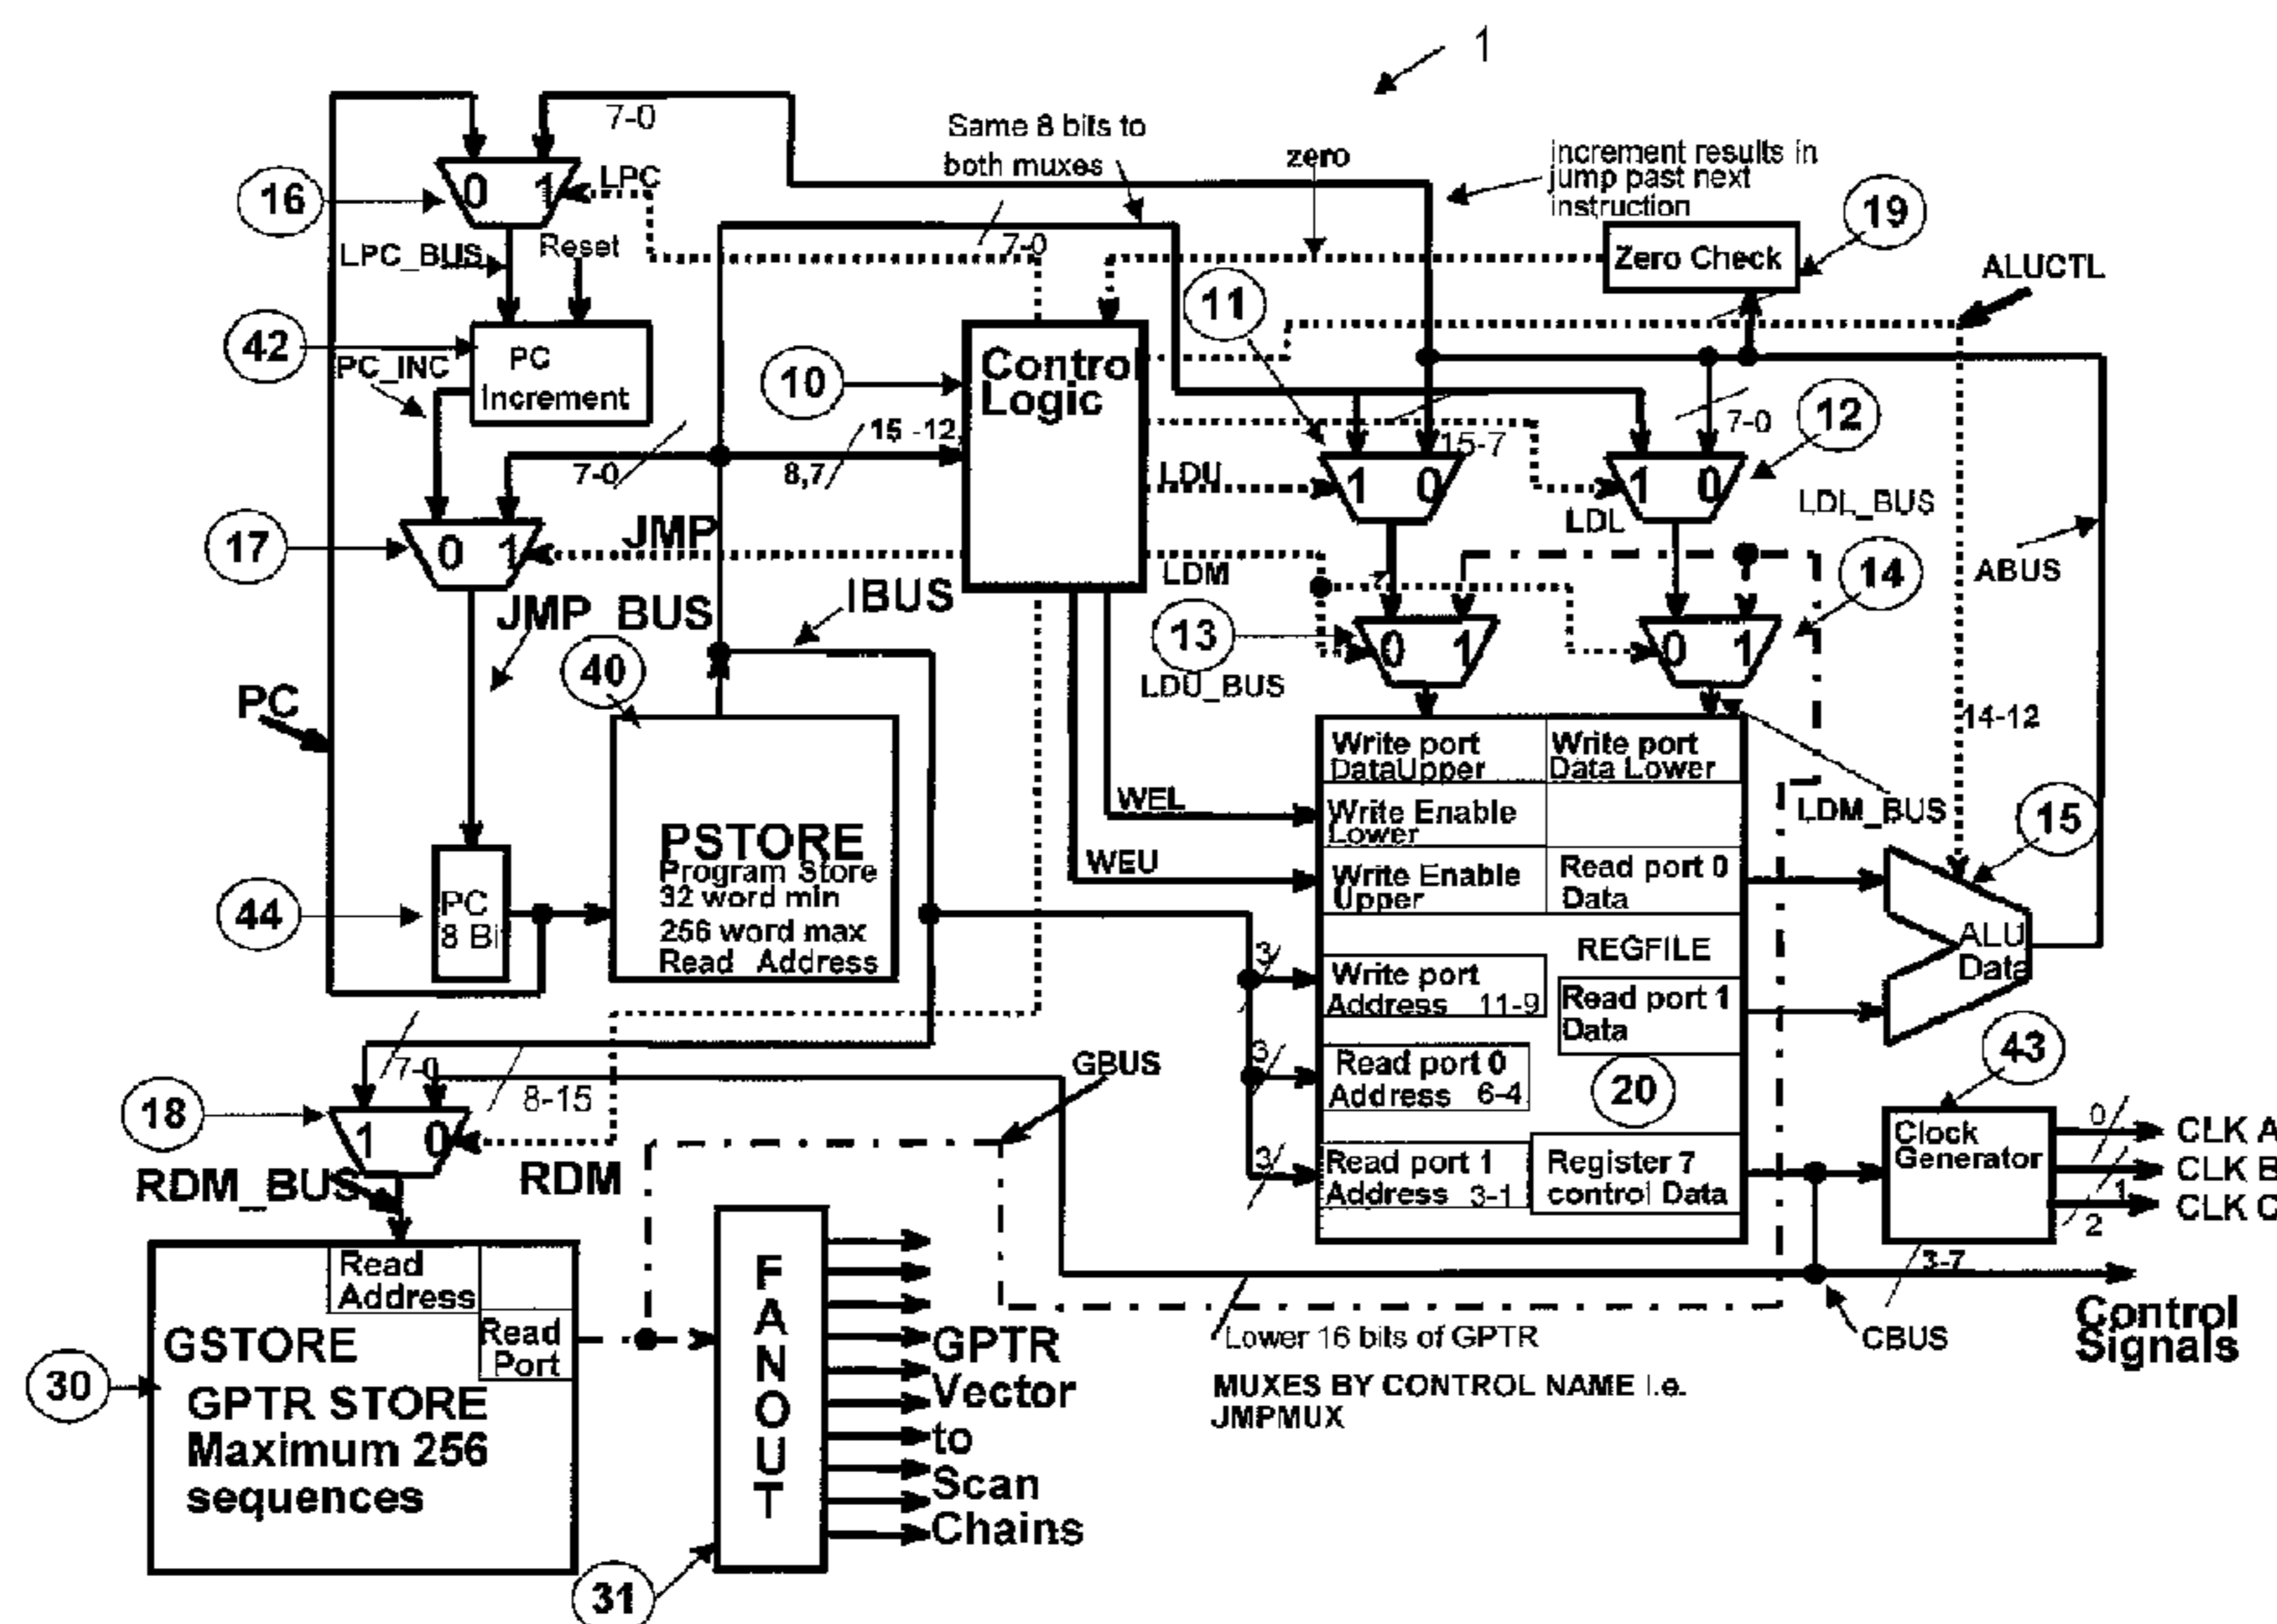 1
7-0
Same 8 bits to
both muxes
zero
increment results in
jump past next
instruction
16
0 1
LPC
19
LPC_BUS
Reset
7-0
Zero Check
ALUCTL
11
42
PC_INC
PC
Increment
10
Control
Logic
7-0
12
15 -12
8,7
7-0
15-7
LDU
1 0
1 0
LDL
LDL_BUS
17
0 1
JMP
LDM
14
ABUS
JMP_BUS
IBUS
13
0 1
0 1
LDU_BUS
40
PC
14-12
Write port
DataUpper
Write port
Data Lower
LDM_BUS
WEL
Write Enable
Lower
15
PSTORE
Program Store
32 word min
256 word max
Read Address
WEU
Write Enable
Upper
Read port 0
Data
44
PC
8 Bit
REGFILE
ALU
Data
3
Write port
Address 11-9
Read port 1
Data
43
7-0
8-15
3
Read port 0
Address 6-4
20
GBUS
18
1 0
RDM
RDM_BUS
3
Read port 1
Address 3-1
Register 7
control Data
Clock
Generator
0
CLK A
CLK B
1
CLK C
2
3-7
Read
Address
Read
Port
GSTORE
30
GPTR STORE
Maximum 256
sequences
FANOUT
31
GPTR
Vector
to
Scan
Chains
Lower 16 bits of GPTR
MUXES BY CONTROL NAME I.e.
JMPMUX
CBUS
Control
Signals